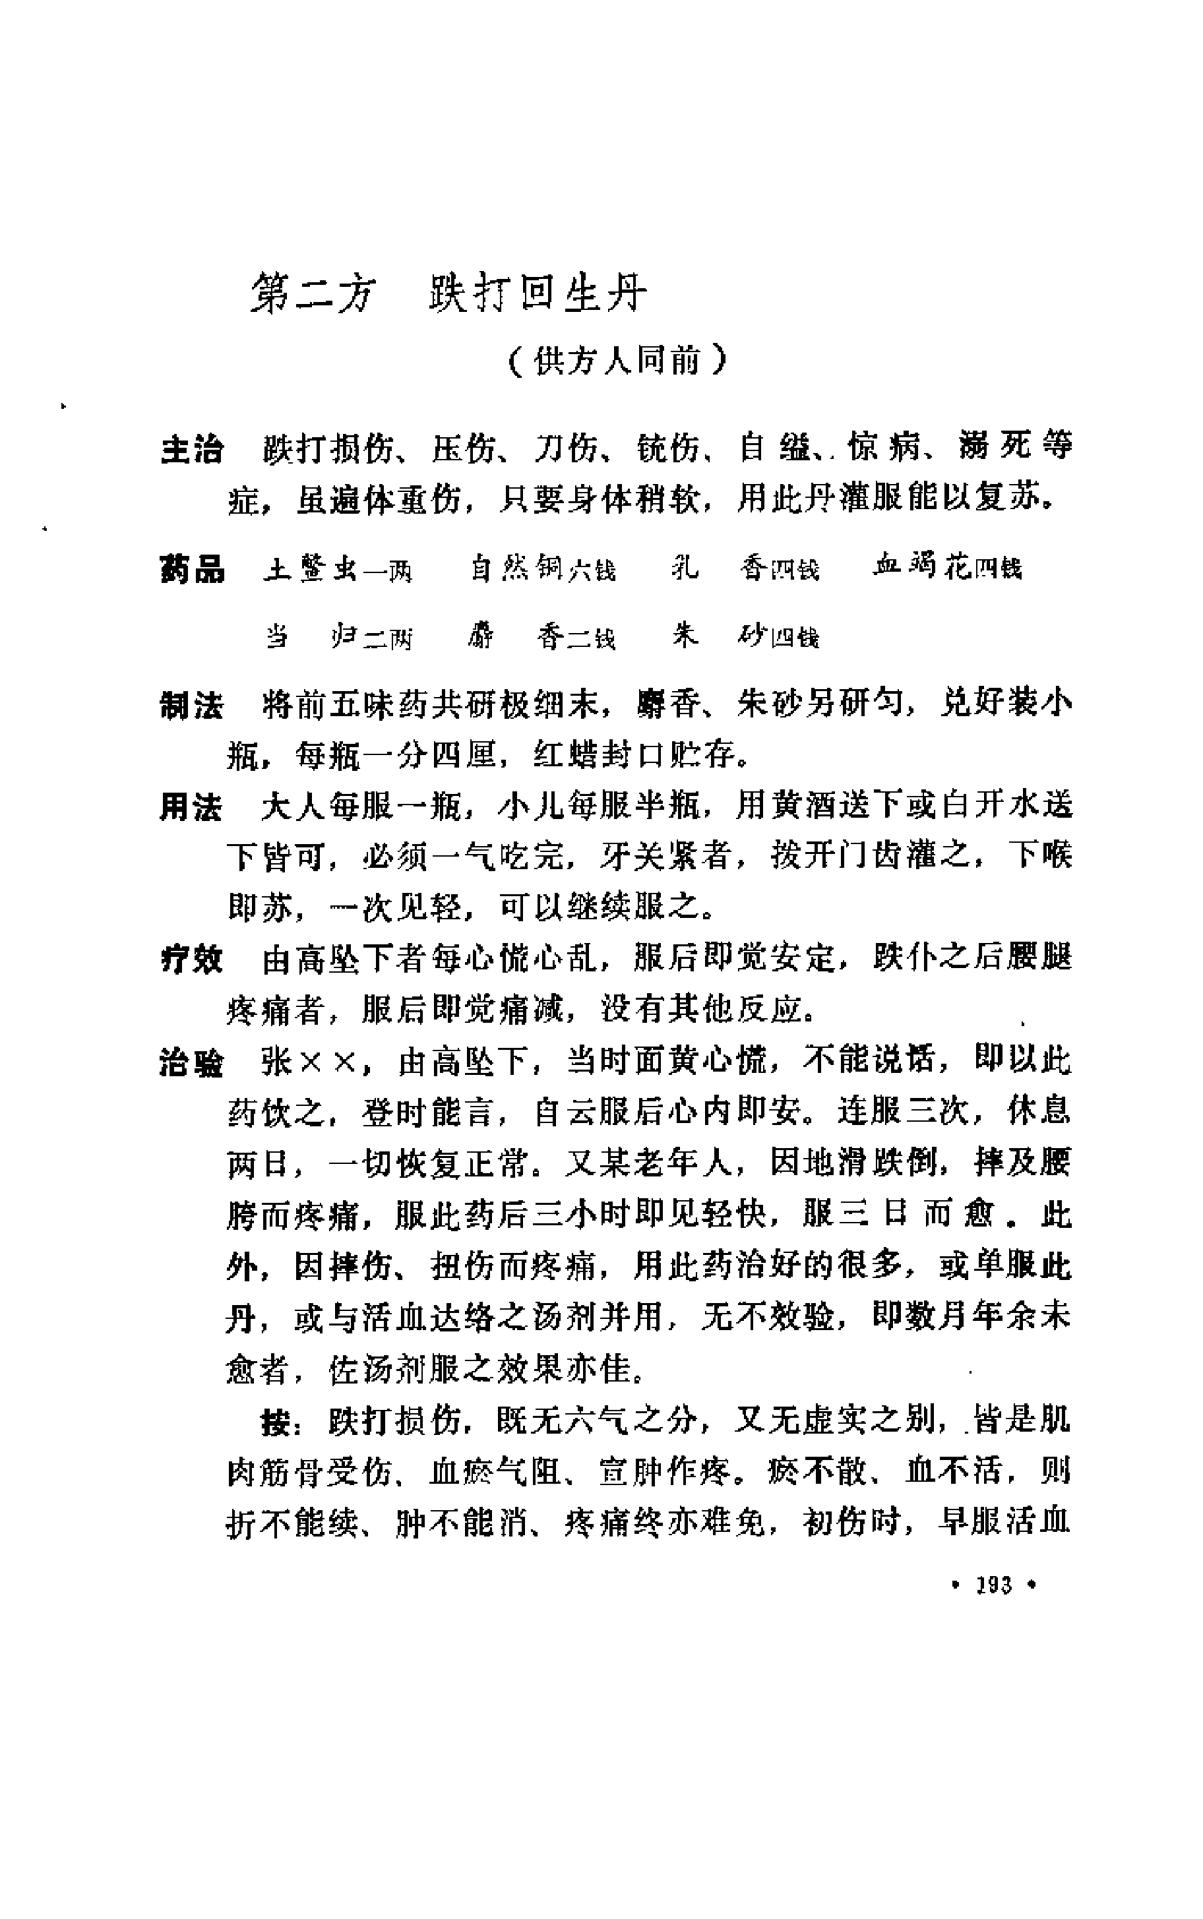 第二方 跌打回生丹
（供方人同前）
主治 跌打损伤、压伤、刀伤、铳伤、自缢、惊病、溺死等
症，虽遍体重伤，只要身体稍软，用此丹灌服能以复苏。
药品 土鳖虫一两 自然铜六钱 乳 香四钱 血竭花四钱
当 归二两 麝 香二钱 朱 砂四钱
制法 将前五味药共研极细末，麝香、朱砂另研匀，兑好装小
瓶，每瓶一分四厘，红蜡封口贮存。
用法 大人每服一瓶，小儿每服半瓶，用黄酒送下或白开水送
下皆可，必须一气吃完，牙关紧者，拨开门齿灌之，下喉
即苏，一次见轻，可以继续服之。
疗效 由高坠下者每心慌心乱，服后即觉安定，跌仆之后腰腿
疼痛者，服后即觉痛减，没有其他反应。
治验 张××，由高坠下，当时面黄心慌，不能说话，即以此
药饮之，登时能言，自云服后心内即安。连服三次，休息
两日，一切恢复正常。又某老年人，因地滑跌倒，摔及腰
胯而疼痛，服此药后三小时即见轻快，服三日而愈。此
外，因摔伤、扭伤而疼痛，用此药治好的很多，或单服此
丹，或与活血达络之汤剂并用，无不效验，即数月年余未
愈者，佐汤剂服之效果亦佳。
按：跌打损伤，既无六气之分，又无虚实之别，皆是肌
肉筋骨受伤、血瘀气阻、宣肿作疼。瘀不散、血不活，则
折不能续、肿不能消、疼痛终亦难免，初伤时，早服活血
• 193 •